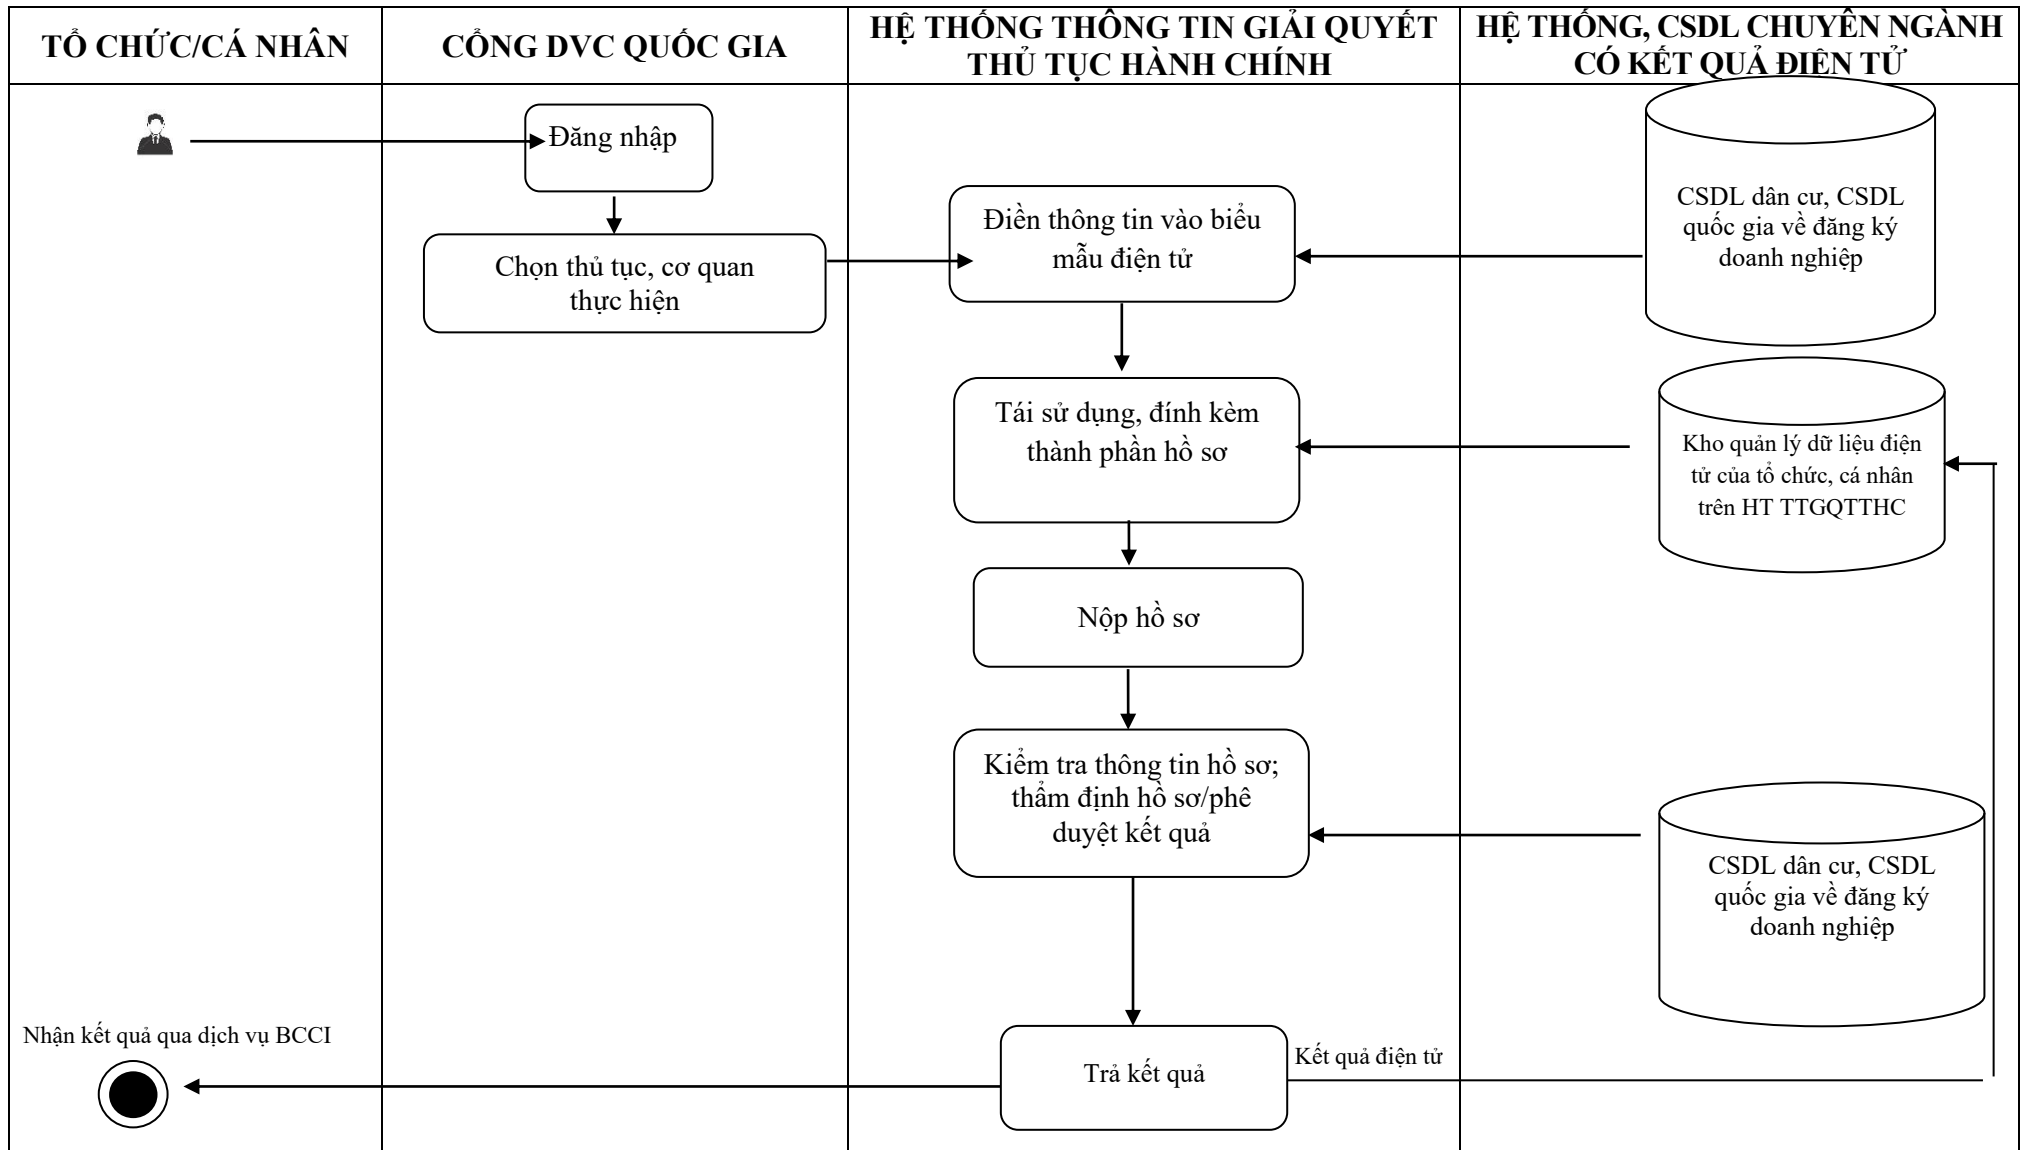 TỔ CHỨC/CÁ NHÂN
CỔNG DVC QUỐC GIA
HỆ THỐNG THÔNG TIN GIẢI QUYẾT
THỦ TỤC HÀNH CHÍNH
HỆ THỐNG, CSDL CHUYÊN NGÀNH
CÓ KẾT QUẢ ĐIỆN TỬ
Đăng nhập
Chọn thủ tục, cơ quan
thực hiện
Điền thông tin vào biểu
mẫu điện tử
CSDL dân cư, CSDL
quốc gia về đăng ký
doanh nghiệp
Tái sử dụng, đính kèm
thành phần hồ sơ
Kho quản lý dữ liệu điện
tử của tổ chức, cá nhân
trên HT TTGQTTHC
Nộp hồ sơ
Kiểm tra thông tin hồ sơ;
thẩm định hồ sơ/phê
duyệt kết quả
CSDL dân cư, CSDL
quốc gia về đăng ký
doanh nghiệp
Nhận kết quả qua dịch vụ BCCI
Trả kết quả
Kết quả điện tử